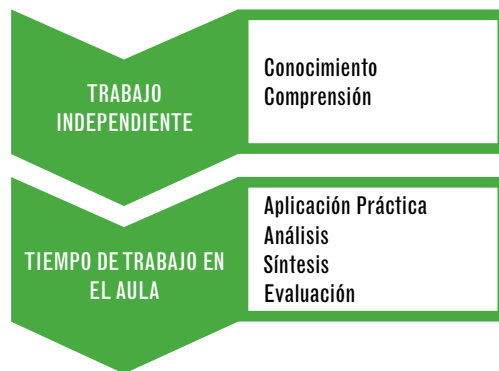 TRABAJO
INDEPENDIENTE
Conocimiento
Comprensión
TIEMPO DE TRABAJO EN
EL AULA
Aplicación Práctica
Análisis
Síntesis
Evaluación